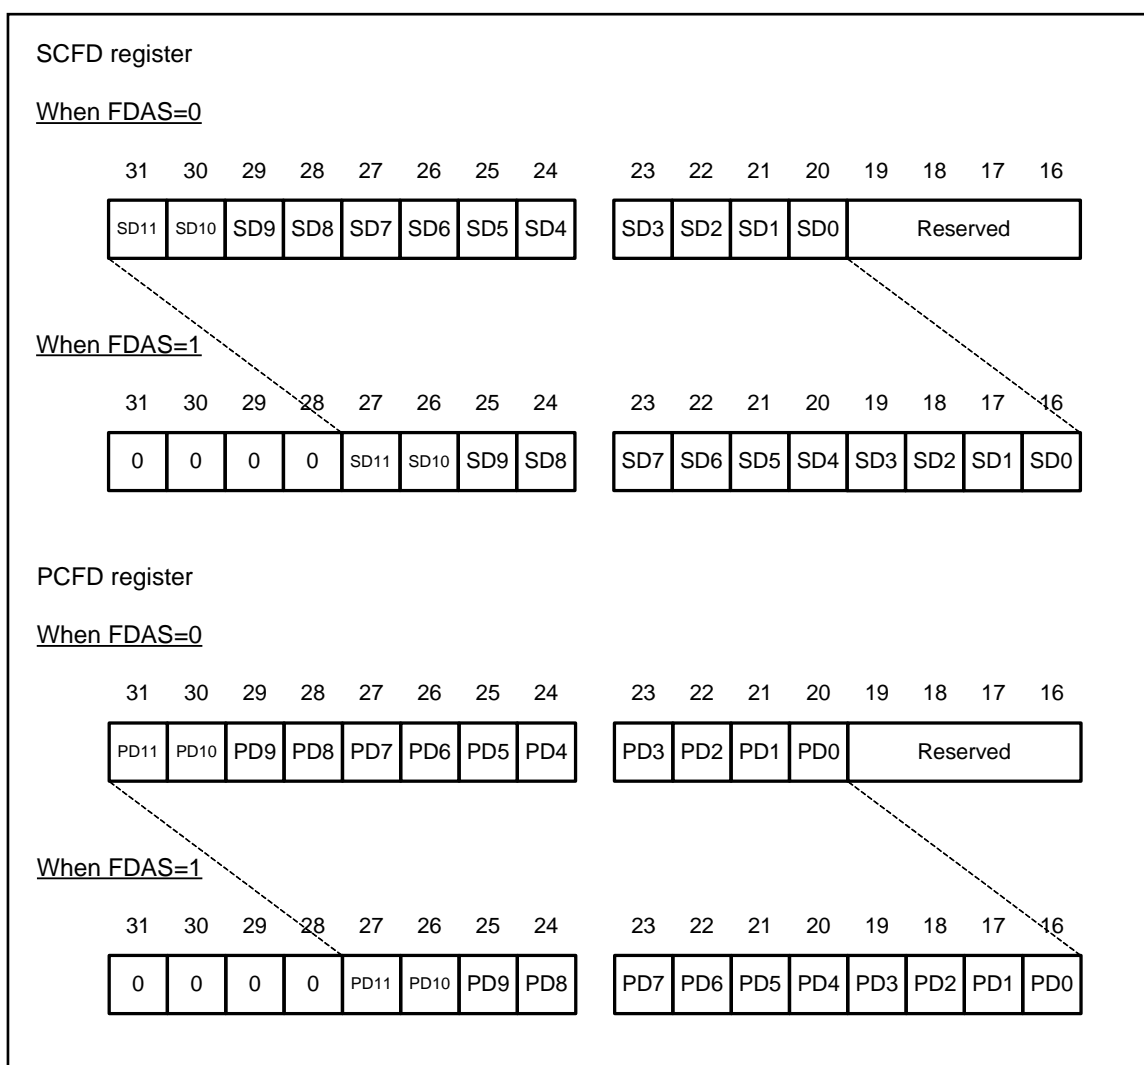 SCFD register
When FDAS=0
31 30 29 28 27 26 25 24 23 22 21 20 19 18 17 16
SD11 SD10 SD9 SD8 SD7 SD6 SD5 SD4 SD3 SD2 SD1 SD0 Reserved
When FDAS=1
31 30 29 28 27 26 25 24 23 22 21 20 19 18 17 16
0 0 0 0 SD11 SD10 SD9 SD8 SD7 SD6 SD5 SD4 SD3 SD2 SD1 SD0
PCFD register
When FDAS=0
31 30 29 28 27 26 25 24 23 22 21 20 19 18 17 16
PD11 PD10 PD9 PD8 PD7 PD6 PD5 PD4 PD3 PD2 PD1 PD0 Reserved
When FDAS=1
31 30 29 28 27 26 25 24 23 22 21 20 19 18 17 16
0 0 0 0 PD11 PD10 PD9 PD8 PD7 PD6 PD5 PD4 PD3 PD2 PD1 PD0